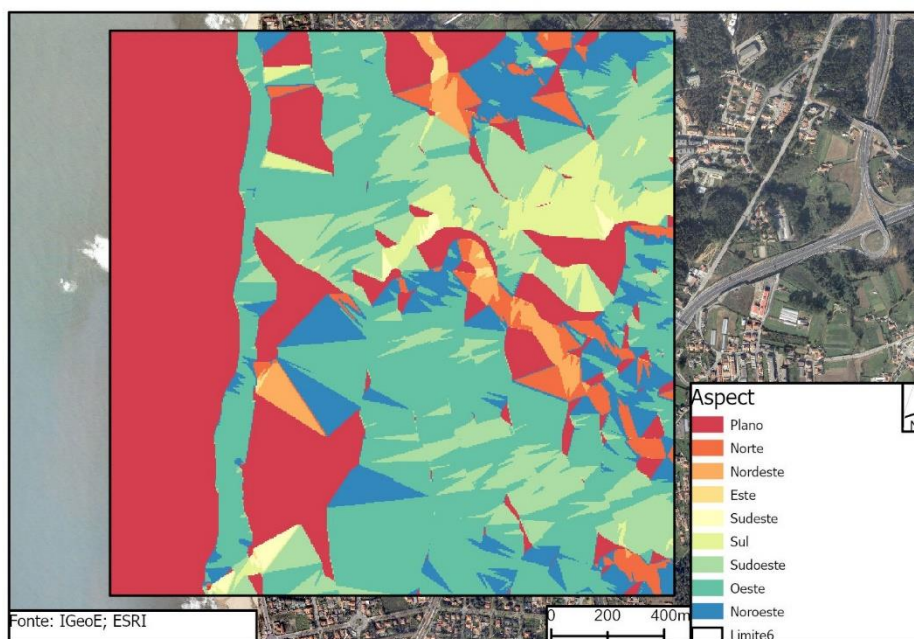 Aspect
Plano
Norte
Nordeste
Este
Sudeste
Sul
Sudoeste
Oeste
Noroeste
Limite6
Fonte: IGeoE; ESRI
0 200 400m